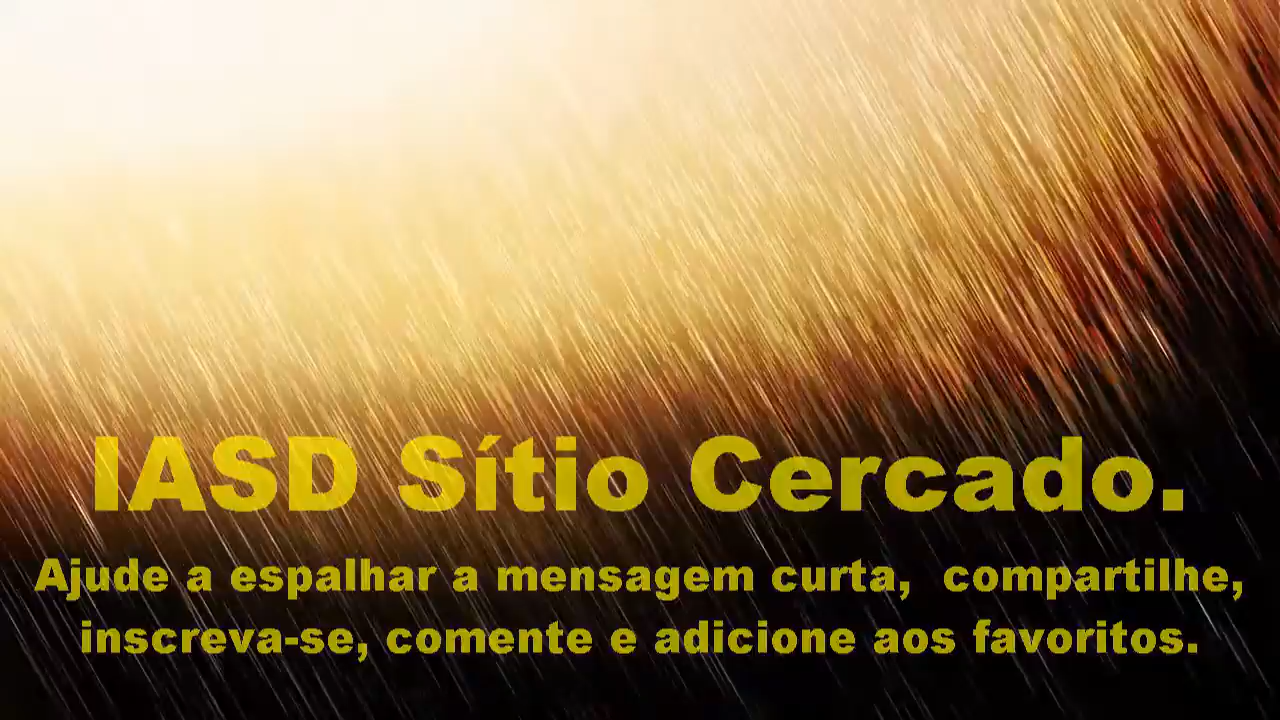 IASD Sítio Cercado.
Ajude a espalhar a mensagem curta,  compartilhe,
inscreva-se, comente e adicione aos favoritos.